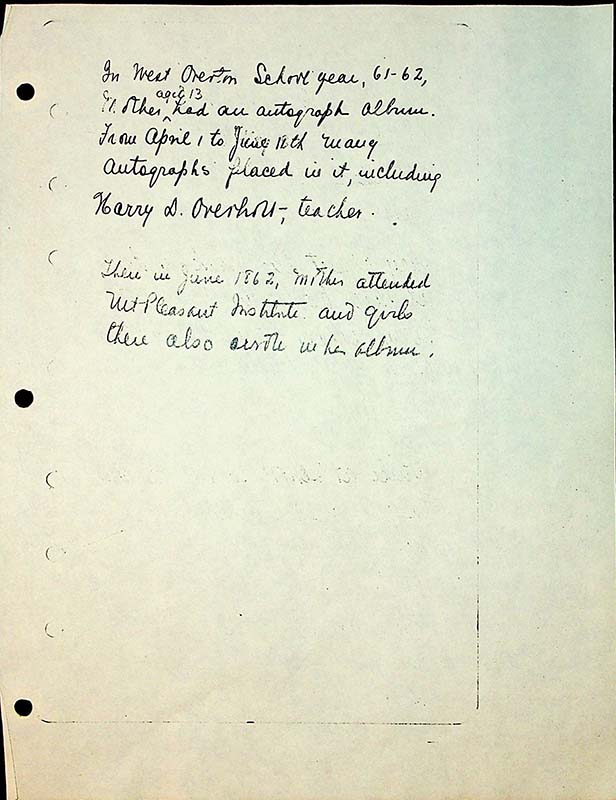 In West Overton School year, 61-62,
aged 13
Mother ^ had an autograph album.
From April 1 to June 18th many
autographs placed in it, including
Harry D. Overholt, teacher.
Then in June 1862, Mother attended
Mt Pleasant Institute and girls
there also wrote in her album.